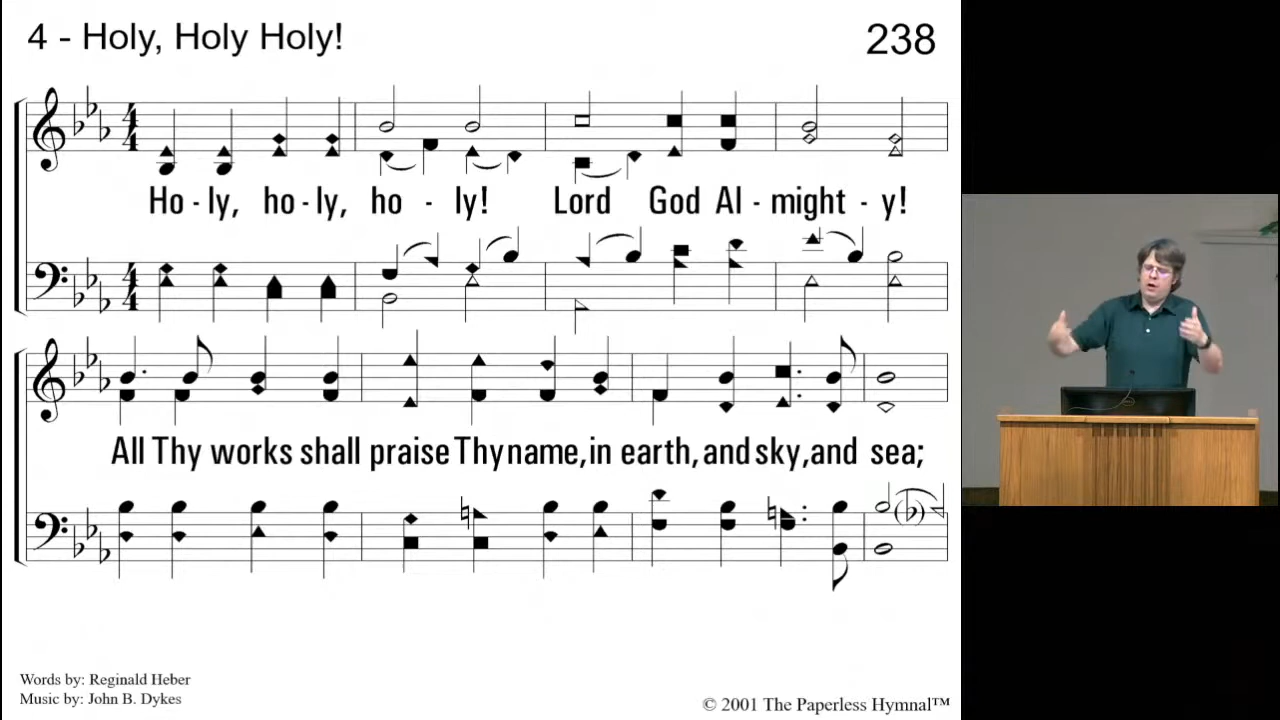 4 - Holy, Holy Holy!
238
Ho - ly, ho - ly, ho - ly! Lord God Al - might - y!
All Thy works shall praise Thy name, in earth, and sky, and sea;
Words by: Reginald Heber
Music by: John B. Dykes
© 2001 The Paperless Hymnal™